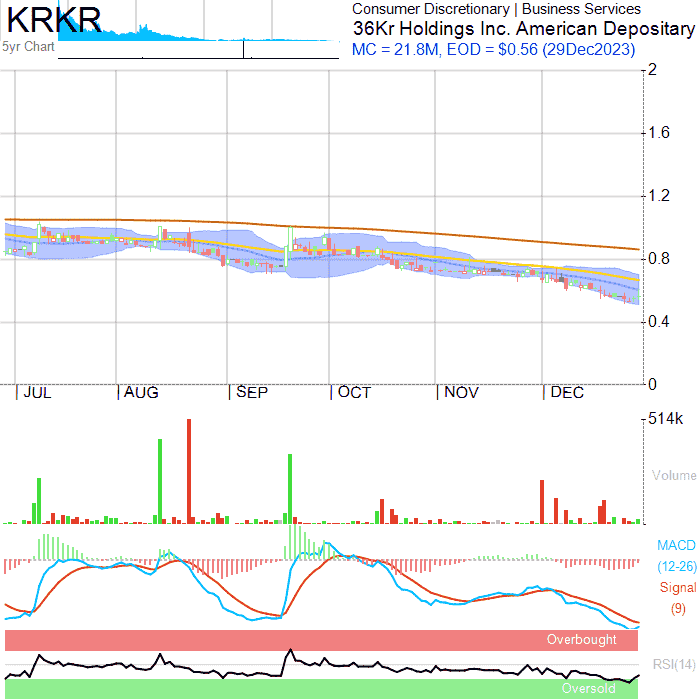 KRKR
5yr Chart
Consumer Discretionary | Business Services
36Kr Holdings Inc. American Depositary
MC = 21.8M, EOD = $0.56 (29Dec2023)
2
1.6
1.2
0.8
0.4
0
JUL AUG SEP OCT NOV DEC
514k
Volume
MACD
(12-26)
Signal
(9)
Overbought
RSI(14)
Oversold